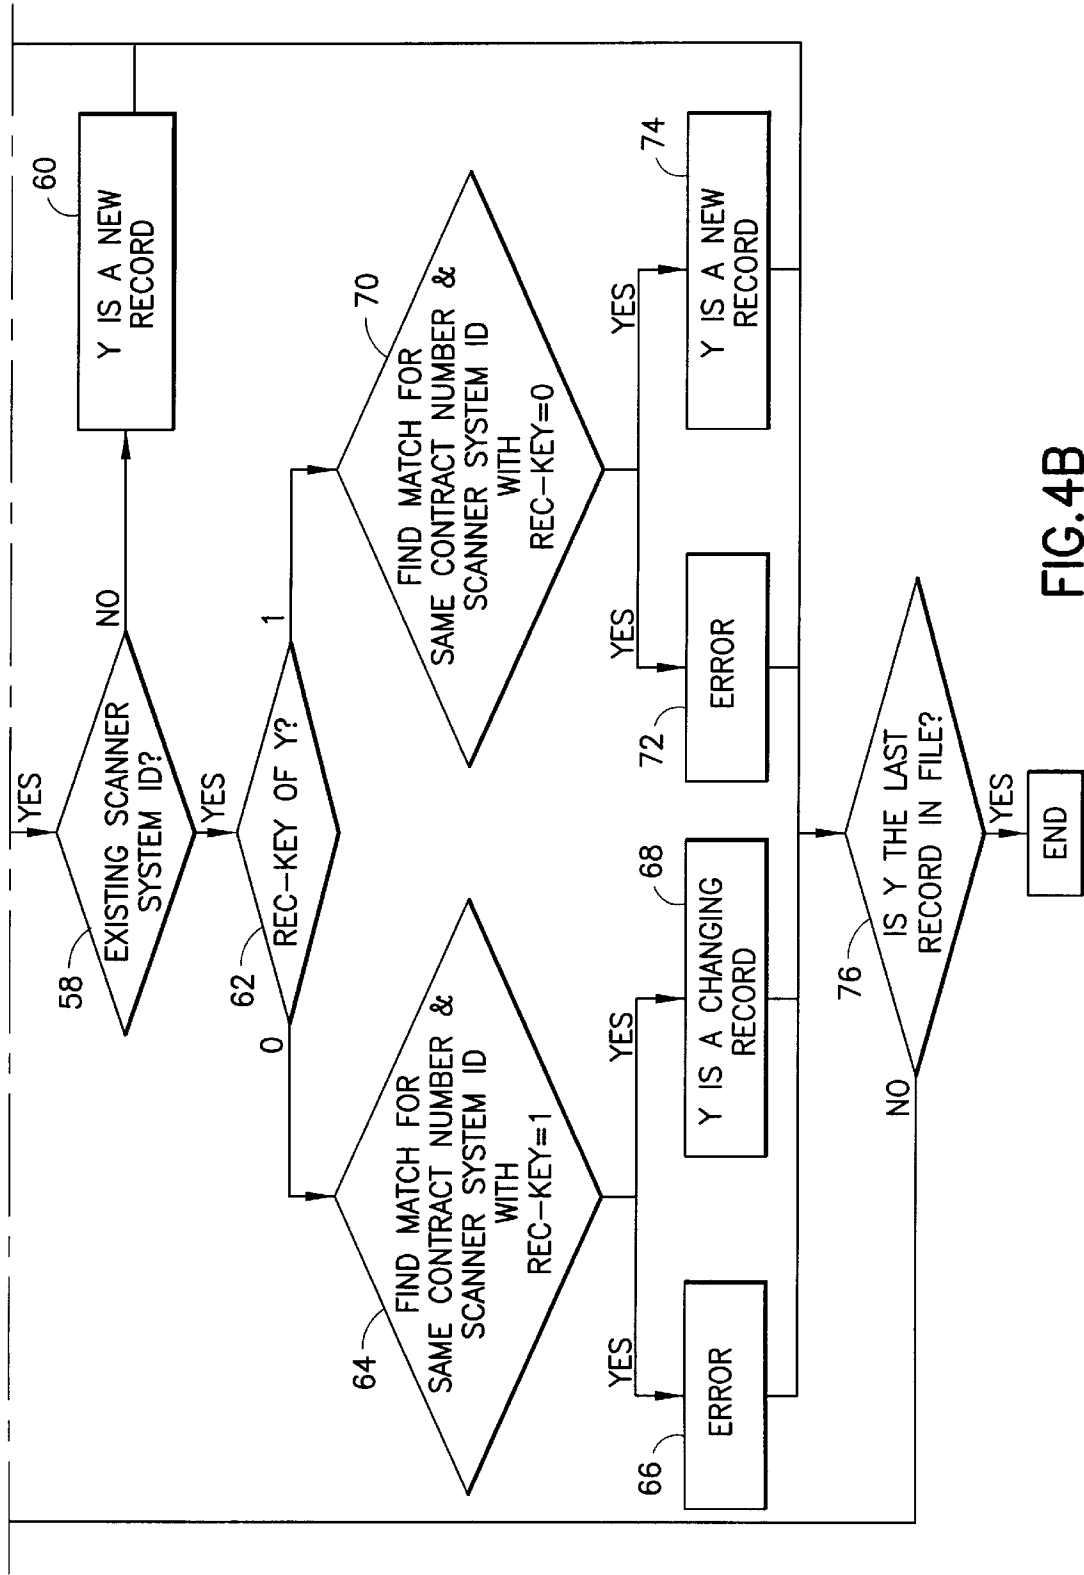 YES
EXISTING SCANNER
SYSTEM ID?
58
NO
60
Y IS A NEW
RECORD
YES
62
REC-KEY OF Y?
0
1
64
FIND MATCH FOR
SAME CONTRACT NUMBER &
SCANNER SYSTEM ID
WITH
REC-KEY=1
70
FIND MATCH FOR
SAME CONTRACT NUMBER &
SCANNER SYSTEM ID
WITH
REC-KEY=0
YES
YES
YES
YES
66
ERROR
68
Y IS A CHANGING
RECORD
72
ERROR
74
Y IS A NEW
RECORD
76
IS Y THE LAST
RECORD IN FILE?
NO
YES
END
FIG.4B